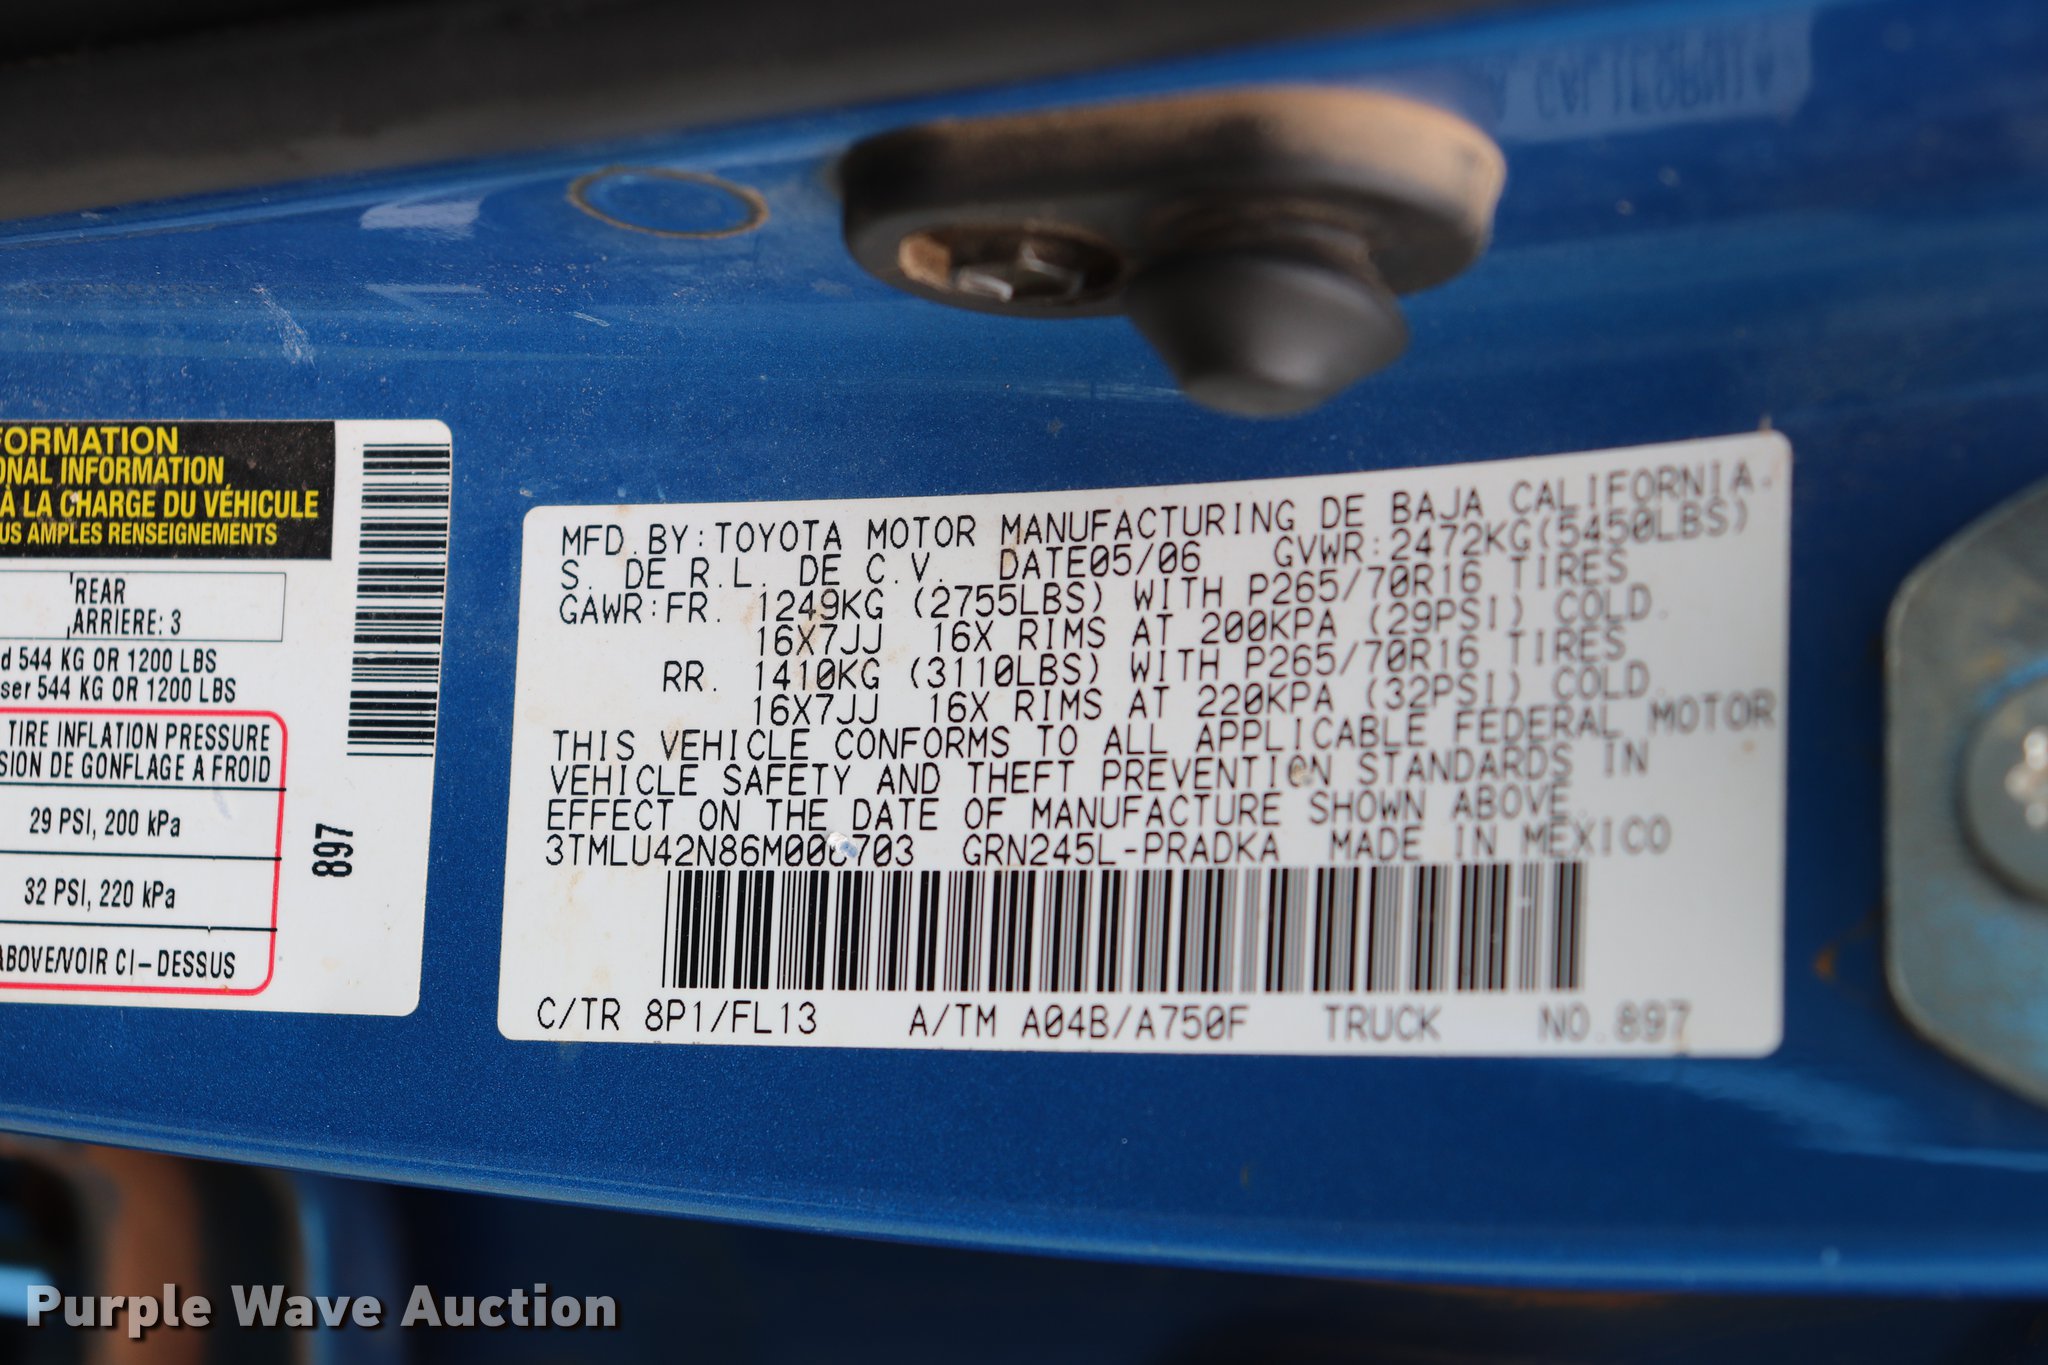 FORMATION
ONAL INFORMATION
À LA CHARGE DU VÉHICULE
US AMPLES RENSEIGNEMENTS
REAR
ARRIERE: 3
d 544 KG OR 1200 LBS
ser 544 KG OR 1200 LBS
TIRE INFLATION PRESSURE
SION DE GONFLAGE A FROID
29 PSI, 200 kPa
32 PSI, 220 kPa
ABOVE/VOIR CI-DESSUS
897
MFD.BY:TOYOTA MOTOR MANUFACTURING DE BAJA CALIFORNIA.
S. DE R.L. DE C.V. DATE05/06 GVWR:2472KG(5450LBS)
GAWR:FR. 1249KG (2755LBS) WITH P265/70R16 TIRES
16X7JJ 16X RIMS AT 200KPA (29PSI) COLD.
RR. 1410KG (3110LBS) WITH P265/70R16 TIRES
16X7JJ 16X RIMS AT 220KPA (32PSI) COLD.
THIS VEHICLE CONFORMS TO ALL APPLICABLE FEDERAL MOTOR
VEHICLE SAFETY AND THEFT PREVENTION STANDARDS IN
EFFECT ON THE DATE OF MANUFACTURE SHOWN ABOVE.
GRN245L-PRADKA MADE IN MEXICO
C/TR 8P1/FL13 A/TM A04B/A750F TRUCK NO.897
CALIFORNIA
Purple Wave Auction